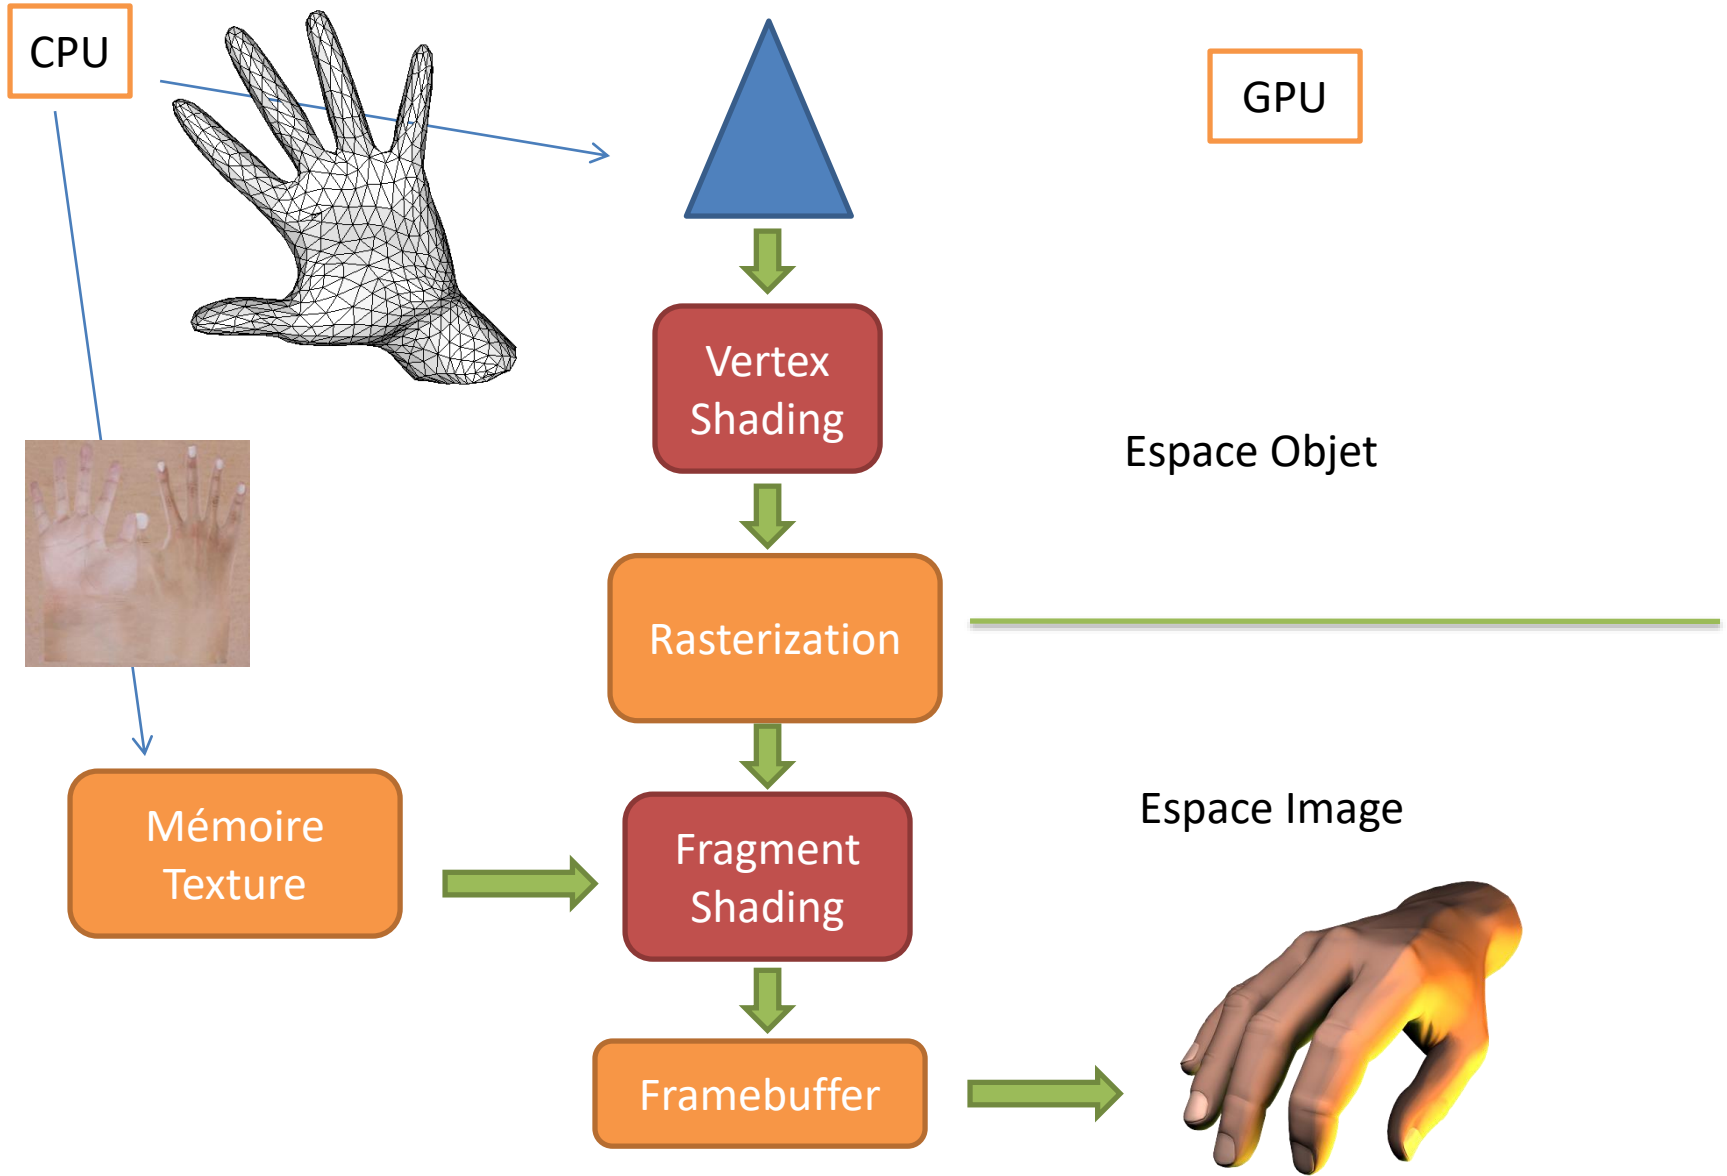 CPU
GPU
Vertex
Shading
Espace Objet
Rasterization
Mémoire
Texture
Fragment
Shading
Espace Image
Framebuffer